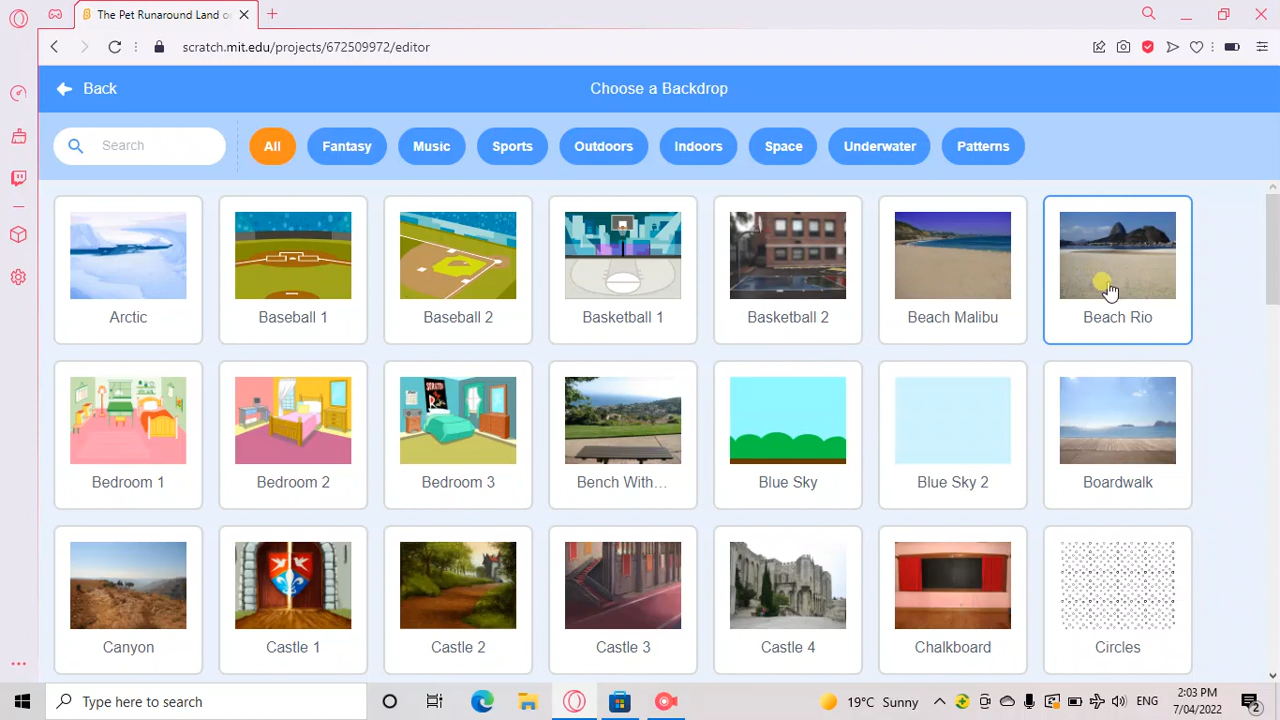 The Pet Runaround Land or
scratch.mit.edu/projects/672509972/editor
Back
Choose a Backdrop
Search
All
Fantasy
Music
Sports
Outdoors
Indoors
Space
Underwater
Patterns
Arctic
Baseball 1
Baseball 2
Basketball 1
Basketball 2
Beach Malibu
Beach Rio
Bedroom 1
Bedroom 2
Bedroom 3
Bench With...
Blue Sky
Blue Sky 2
Boardwalk
Canyon
Castle 1
Castle 2
Castle 3
Castle 4
Chalkboard
Circles
Type here to search
19°C Sunny
ENG
2:03 PM
7/04/2022
2